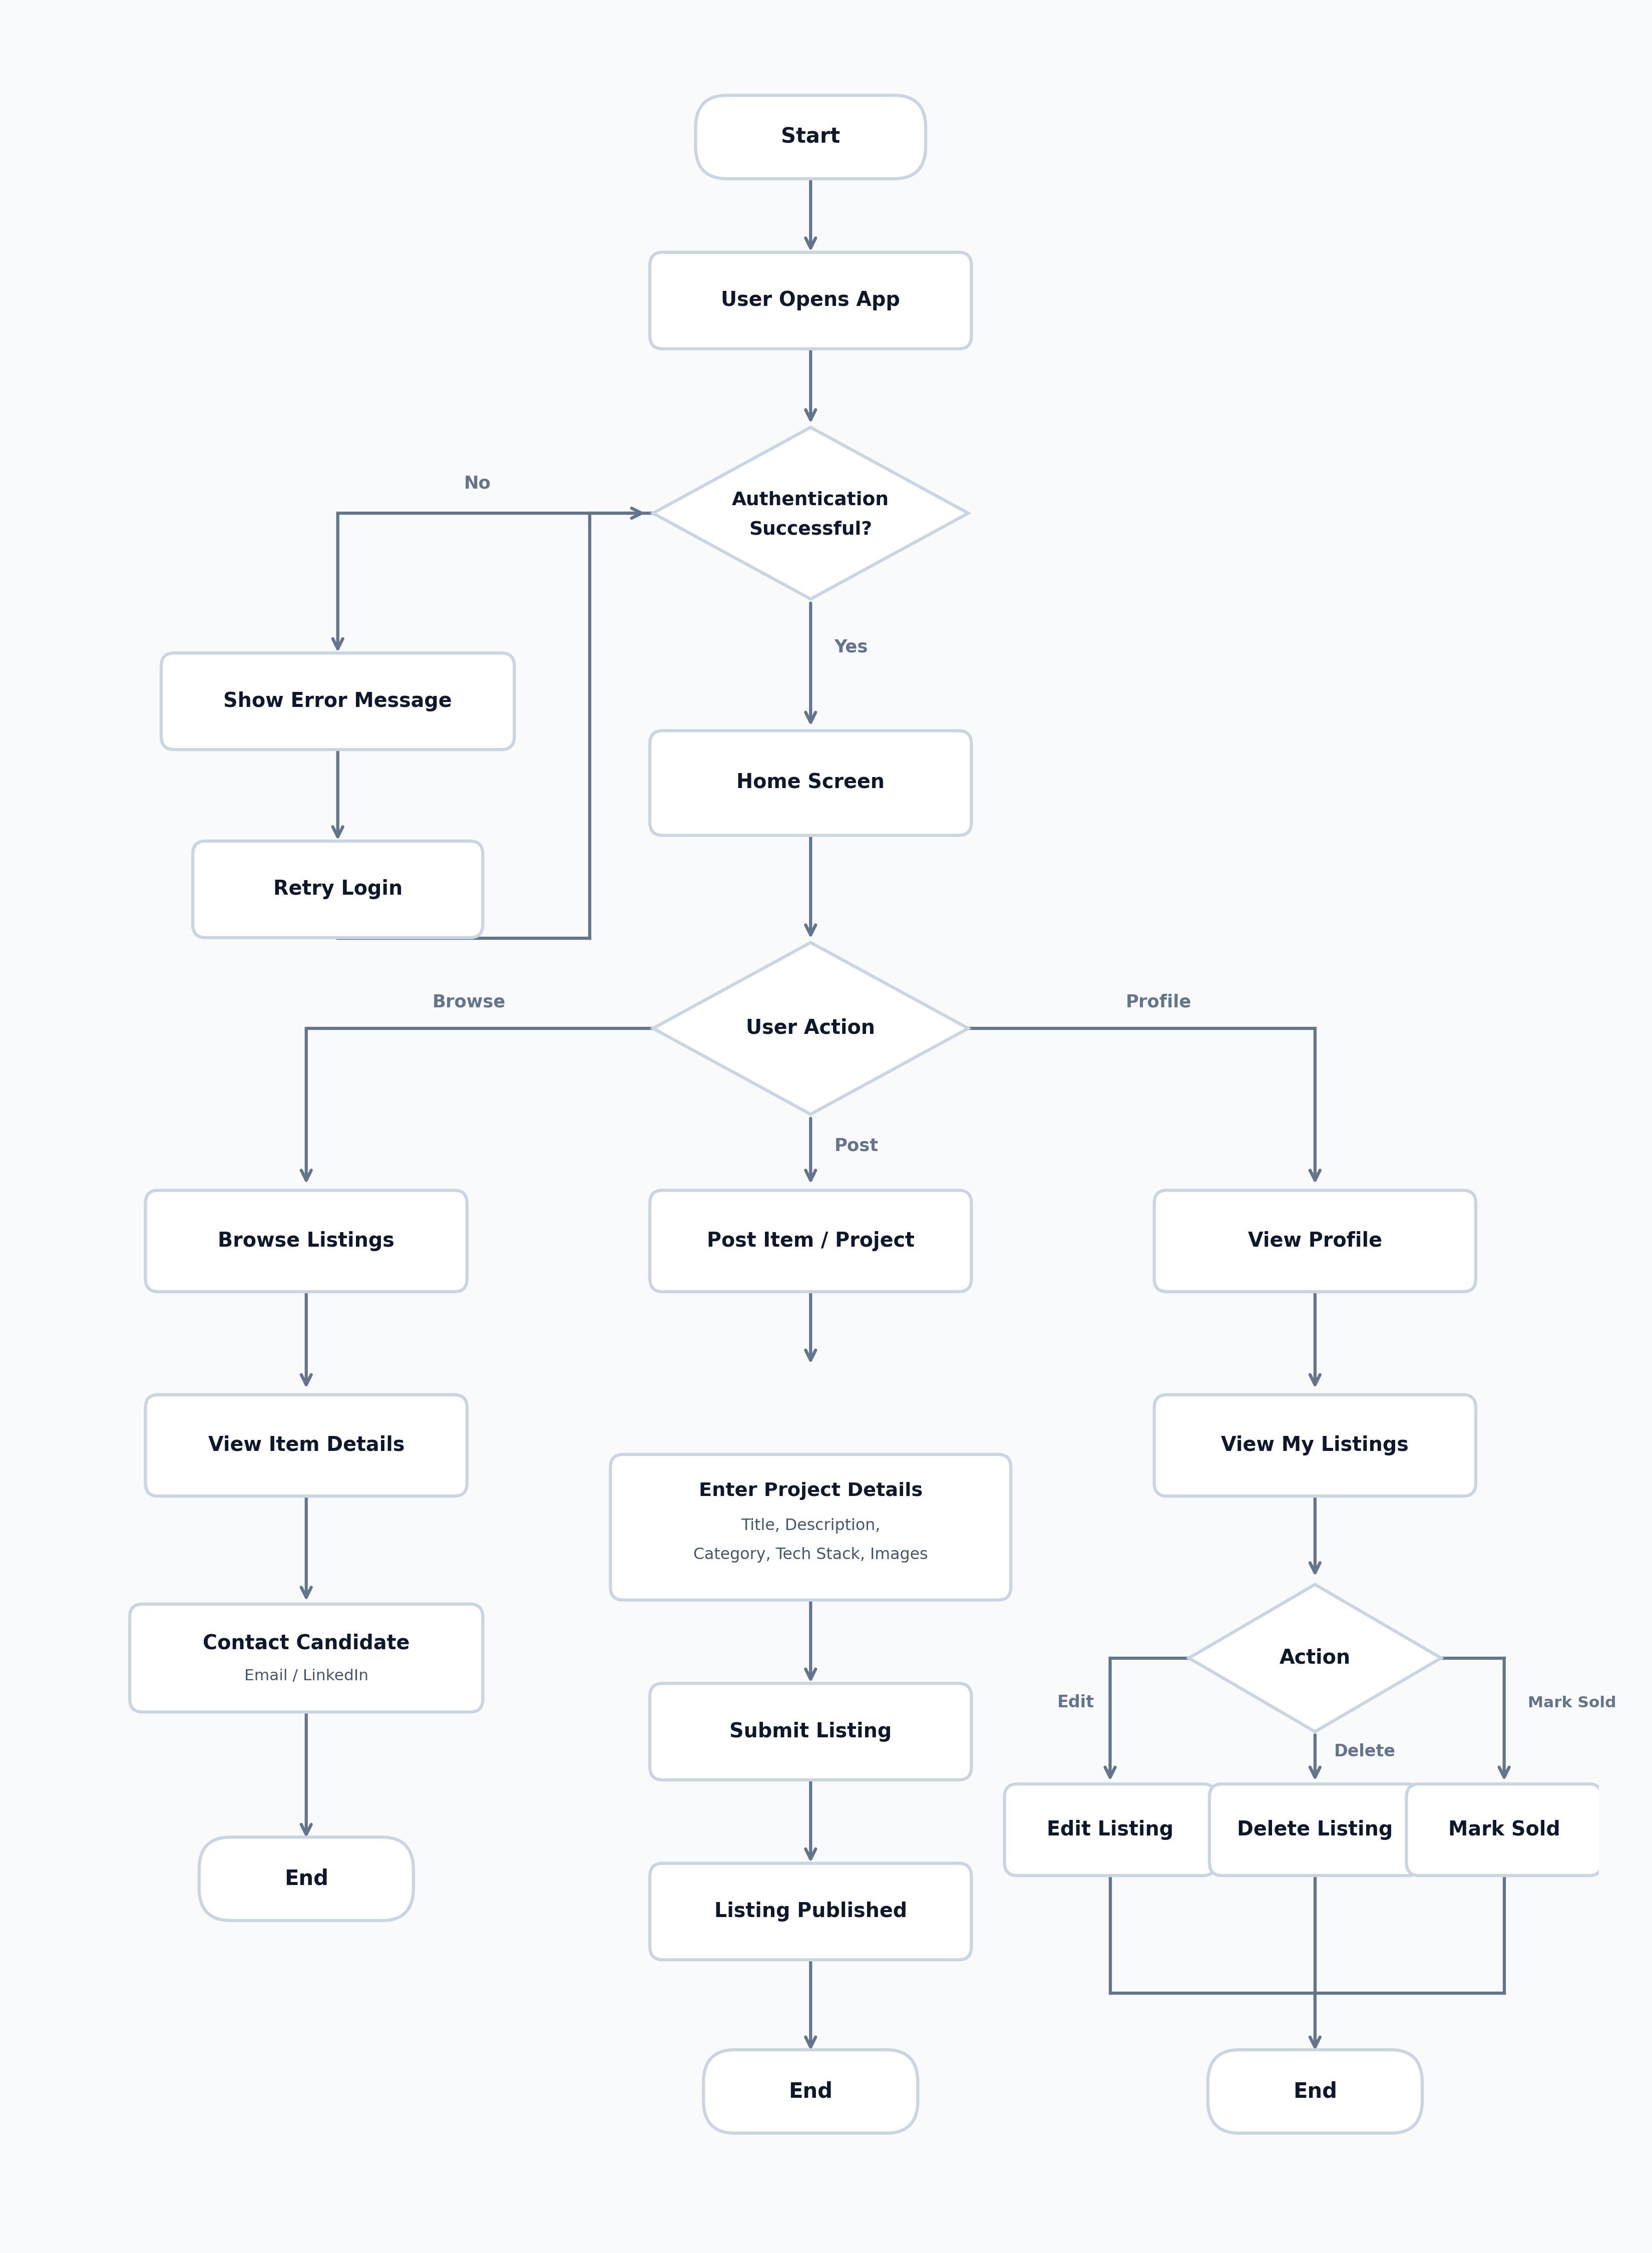 Start
User Opens App
Authentication
Successful?
No
Yes
Show Error Message
Home Screen
Retry Login
Browse
User Action
Profile
Post
Browse Listings
Post Item / Project
View Profile
View Item Details
View My Listings
Enter Project Details
Title, Description,
Category, Tech Stack, Images
Contact Candidate
Email / LinkedIn
Action
Edit
Mark Sold
Delete
Submit Listing
Edit Listing
Delete Listing
Mark Sold
End
Listing Published
End
End